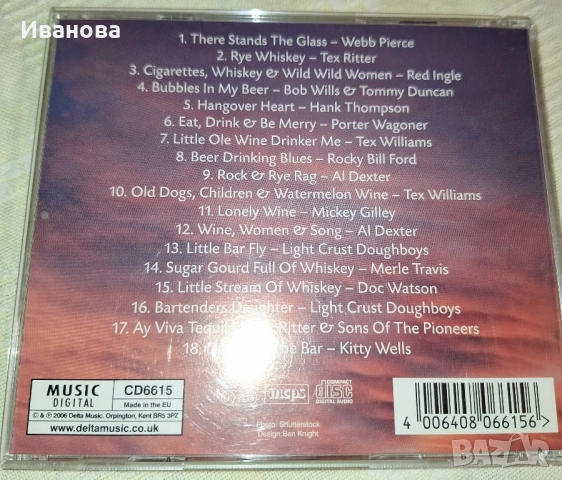 Иванова
1. There Stands The Glass – Webb Pierce
2. Rye Whiskey – Tex Ritter
3. Cigarettes, Whiskey & Wild Wild Women – Red Ingle
4. Bubbles In My Beer – Bob Wills & Tommy Duncan
5. Hangover Heart – Hank Thompson
6. Eat, Drink & Be Merry – Porter Wagoner
7. Little Ole Wine Drinker Me – Tex Williams
8. Beer Drinking Blues – Rocky Bill Ford
9. Rock & Rye Rag – Al Dexter
10. Old Dogs, Children & Watermelon Wine – Tex Williams
11. Lonely Wine – Mickey Gilley
12. Wine, Women & Song – Al Dexter
13. Little Bar Fly – Light Crust Doughboys
14. Sugar Gourd Full Of Whiskey – Merle Travis
15. Little Stream Of Whiskey – Doc Watson
16. Bartenders Daughter – Light Crust Doughboys
17. Ay Viva Ritter & Sons Of The Pioneers
18. Bar – Kitty Wells
MUSIC DIGITAL
CD6615
Made in the EU
© & ℗ 2006 Delta Music. Orpington, Kent BR5 3PZ
www.deltamusic.co.uk
mcps
COMPACT disc DIGITAL AUDIO
Photo: Shutterstock
Design: Ben Knight
4 006408 066156 >
BAZAR